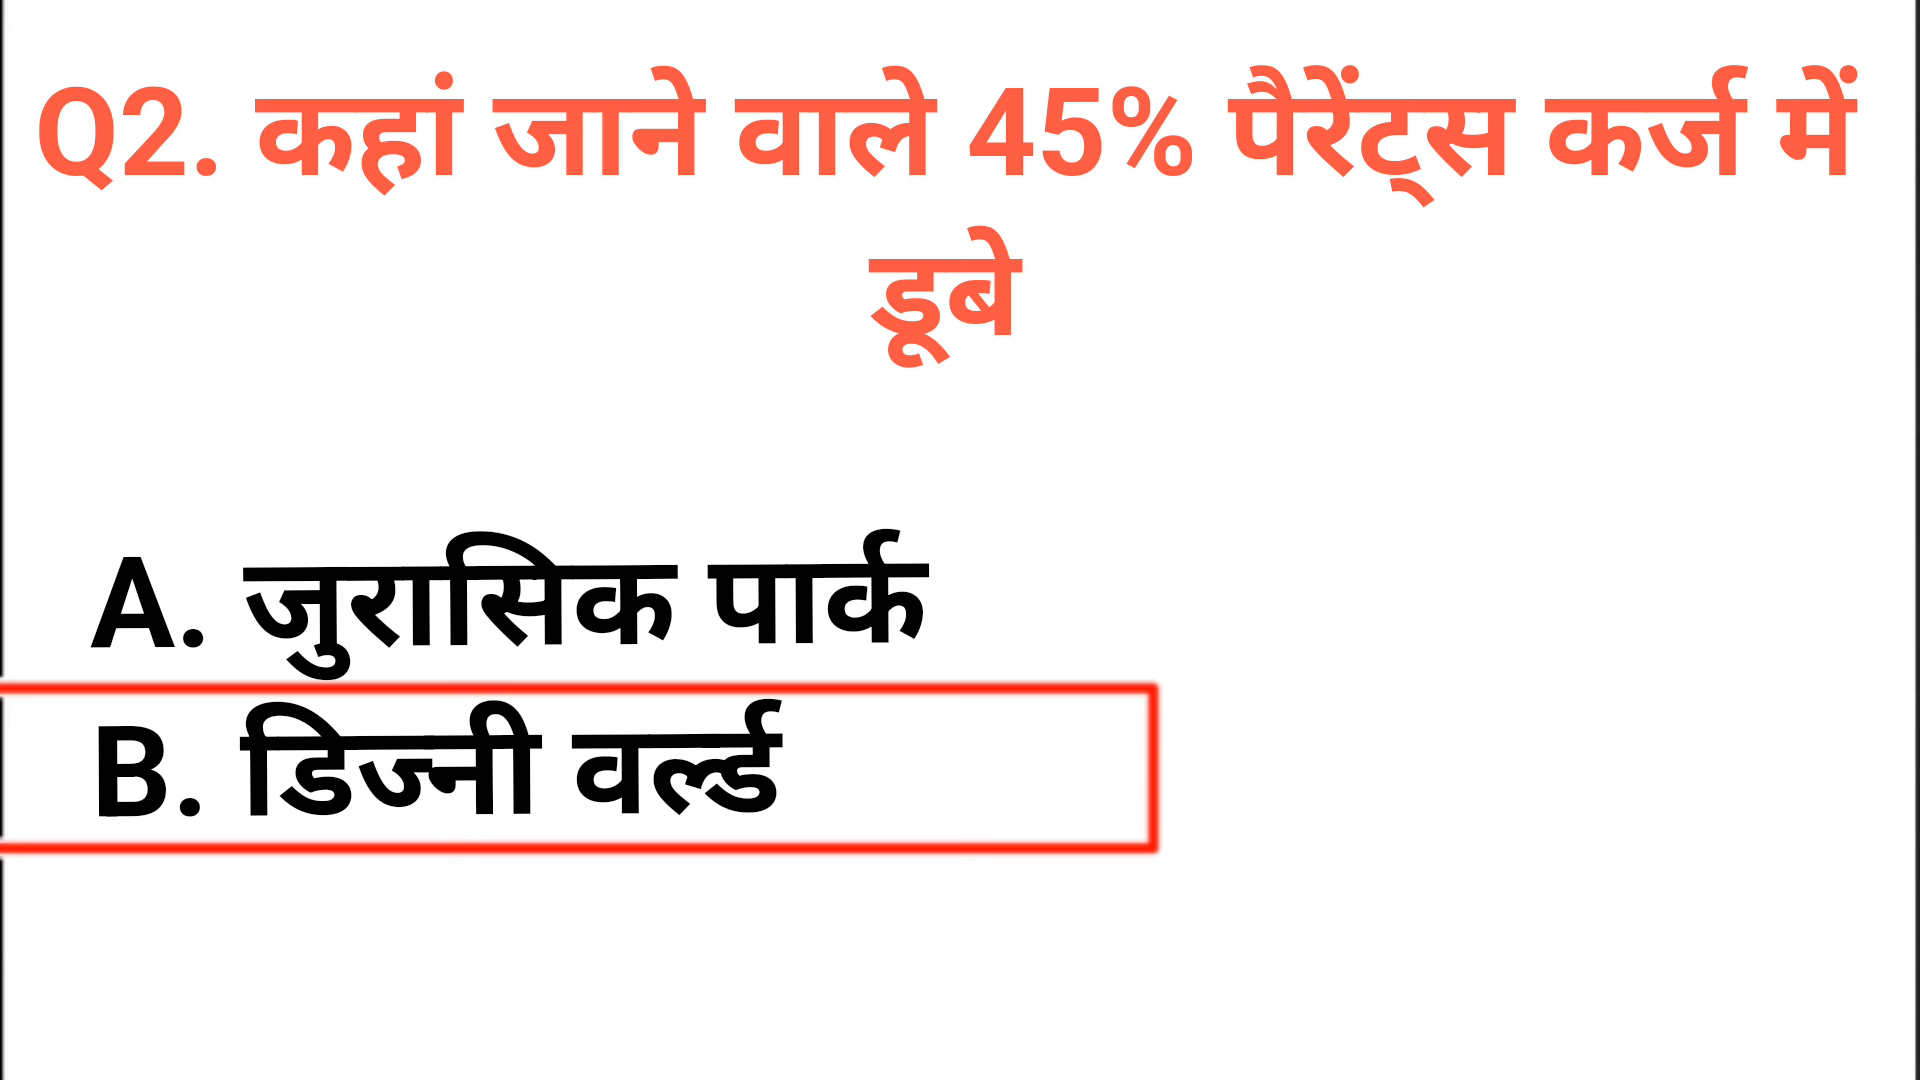 Q2. कहां जाने वाले 45% पैरेंट्स कर्ज में
डूबे
A. जुरासिक पार्क
B. डिज्नी वर्ल्ड